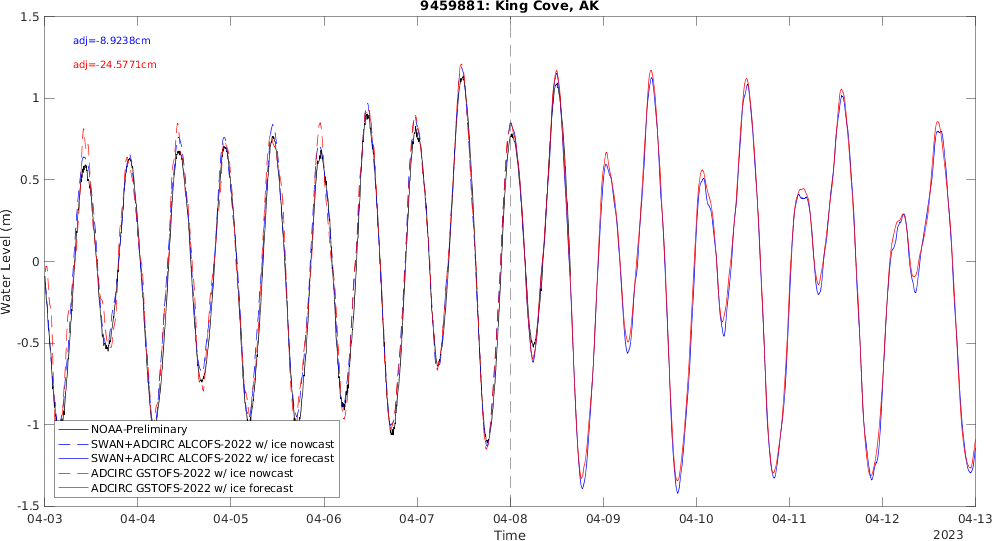 9459881: King Cove, AK
adj=-8.9238cm
adj=-24.5771cm
1.5
1
0.5
0
-0.5
-1
-1.5
Water Level (m)
NOAA-Preliminary
SWAN+ADCIRC ALCOFS-2022 w/ ice nowcast
SWAN+ADCIRC ALCOFS-2022 w/ ice forecast
ADCIRC GSTOFS-2022 w/ ice nowcast
ADCIRC GSTOFS-2022 w/ ice forecast
04-03 04-04 04-05 04-06 04-07 04-08 04-09 04-10 04-11 04-12 04-13
Time
2023